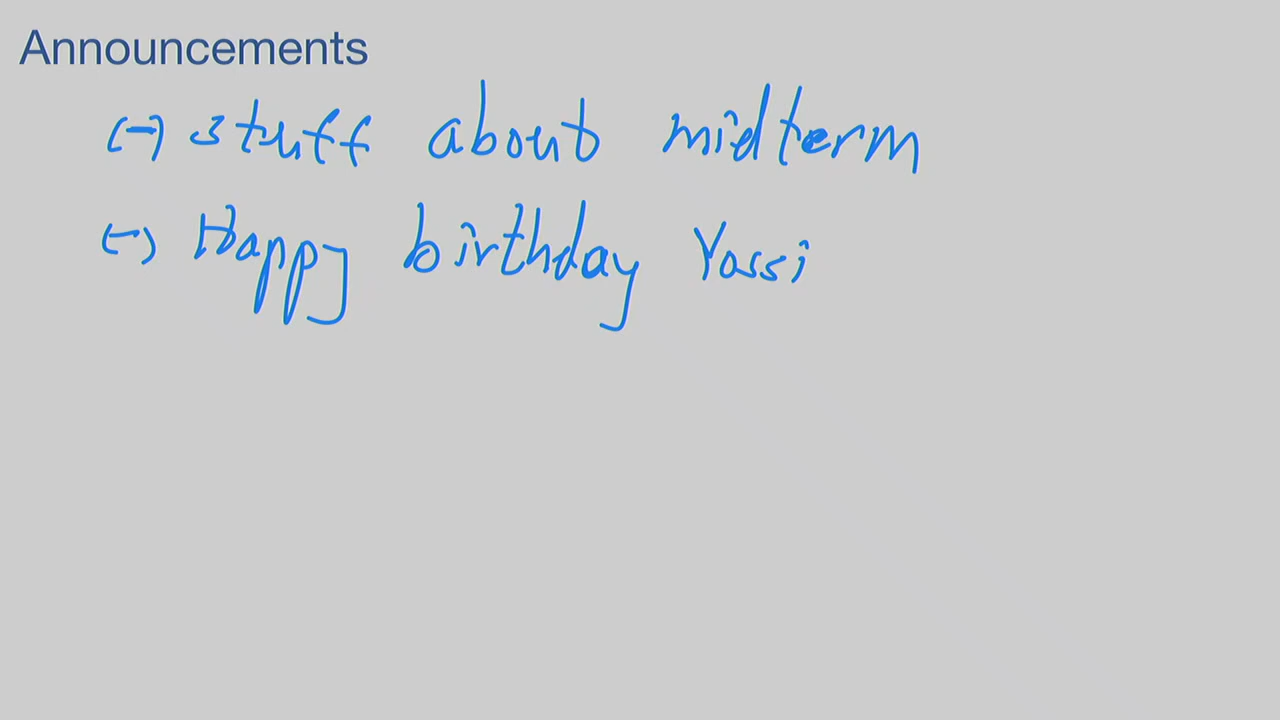 Announcements
(-) stuff about midterm
(-) Happy birthday Yossi